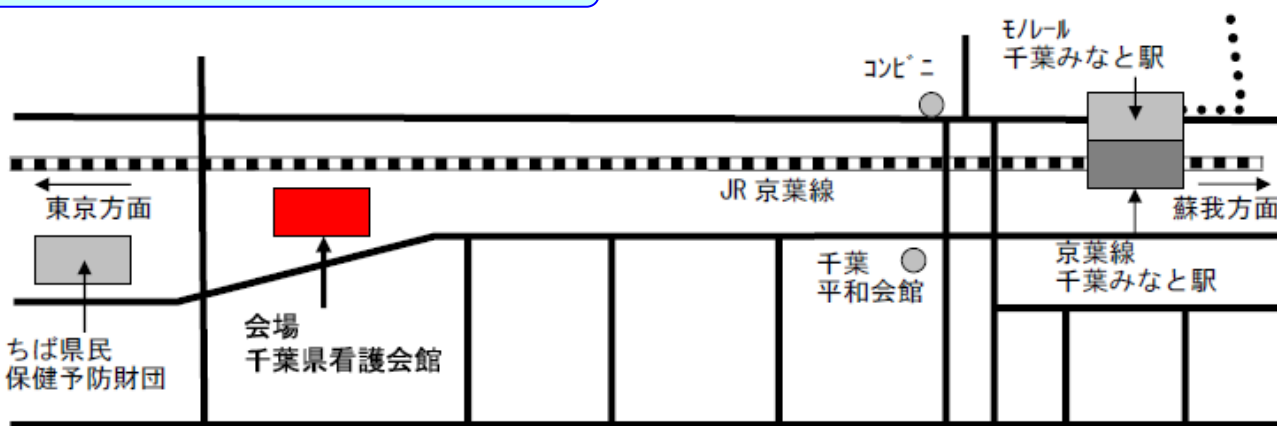 ﾓﾉﾚｰﾙ
千葉みなと駅
ｺﾝﾋﾞﾆ
JR 京葉線
東京方面
蘇我方面
千葉
平和会館
京葉線
千葉みなと駅
会場
千葉県看護会館
ちば県民
保健予防財団